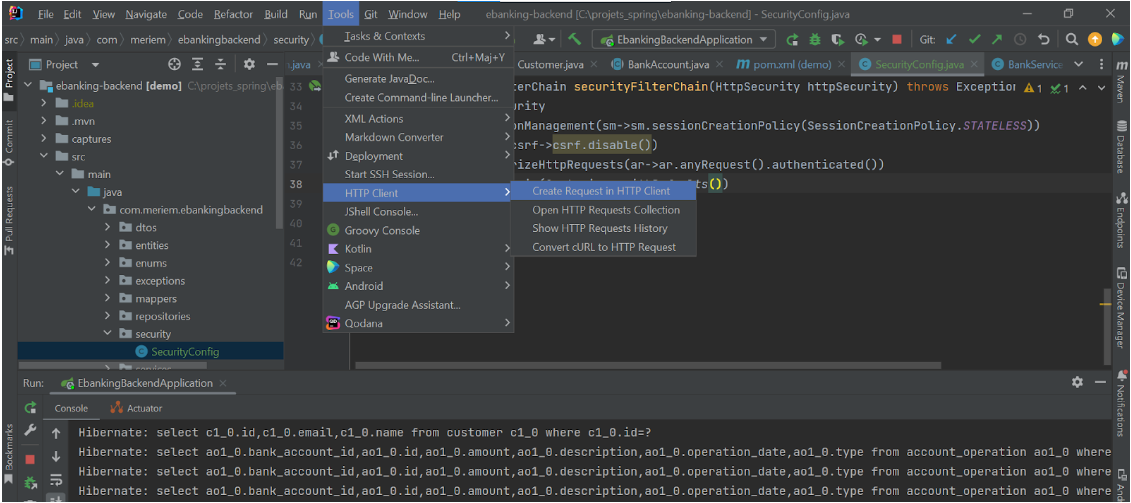 File Edit View Navigate Code Refactor Build Run Tools Git Window Help ebanking-backend [C:\projets_spring\ebanking-backend] - SecurityConfig.java
src main java com meriem ebankingbackend security EbankingBackendApplication Git:
Project .java Customer.java BankAccount.java pom.xml (demo) SecurityConfig.java BankService
Tasks & Contexts
Code With Me... Ctrl+Maj+Y
Generate JavaDoc...
Create Command-line Launcher...
XML Actions
Markdown Converter
Deployment
Start SSH Session...
HTTP Client
JShell Console...
Groovy Console
Kotlin
Space
Android
AGP Upgrade Assistant...
Qodana
Create Request in HTTP Client
Open HTTP Requests Collection
Show HTTP Requests History
Convert cURL to HTTP Request
ebanking-backend [demo] C:\projets_spring\eb
.idea
.mvn
captures
src
main
java
com.meriem.ebankingbackend
dtos
entities
enums
exceptions
mappers
repositories
security
SecurityConfig
services
33 erChain securityFilterChain(HttpSecurity httpSecurity) throws Exception 1 1
34 urity
35 onManagement(sm->sm.sessionCreationPolicy(SessionCreationPolicy.STATELESS))
36 csrf->csrf.disable())
37 rizeHttpRequests(ar->ar.anyRequest().authenticated())
38 ts())
39
40
41
42
Project
Commit
Pull Requests
Bookmarks
Maven
Database
Endpoints
Device Manager
Notifications
Run: EbankingBackendApplication
Console Actuator
Hibernate: select c1_0.id,c1_0.email,c1_0.name from customer c1_0 where c1_0.id=?
Hibernate: select ao1_0.bank_account_id,ao1_0.id,ao1_0.amount,ao1_0.description,ao1_0.operation_date,ao1_0.type from account_operation ao1_0 where
Hibernate: select ao1_0.bank_account_id,ao1_0.id,ao1_0.amount,ao1_0.description,ao1_0.operation_date,ao1_0.type from account_operation ao1_0 where
Hibernate: select ao1_0.bank_account_id,ao1_0.id,ao1_0.amount,ao1_0.description,ao1_0.operation_date,ao1_0.type from account_operation ao1_0 where